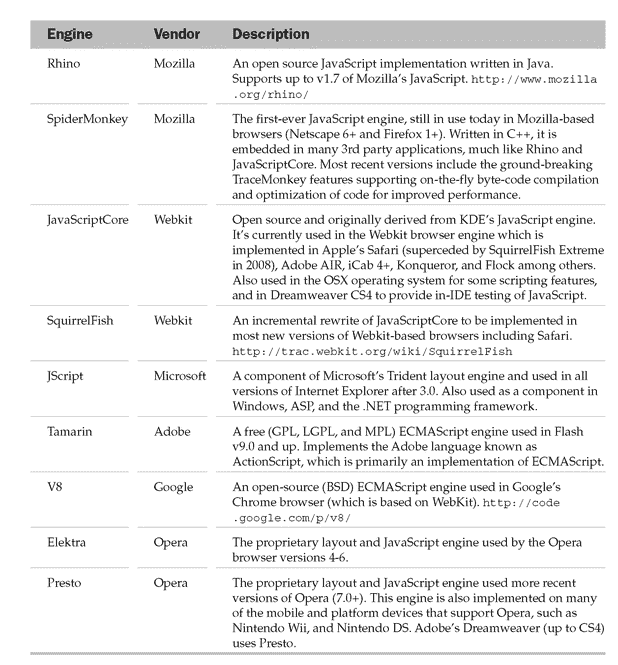 Engine Vendor Description
Rhino Mozilla An open source JavaScript implementation written in Java.
Supports up to v1.7 of Mozilla's JavaScript. http://www.mozilla
.org/rhino/
SpiderMonkey Mozilla The first-ever JavaScript engine, still in use today in Mozilla-based
browsers (Netscape 6+ and Firefox 1+). Written in C++, it is
embedded in many 3rd party applications, much like Rhino and
JavaScriptCore. Most recent versions include the ground-breaking
TraceMonkey features supporting on-the-fly byte-code compilation
and optimization of code for improved performance.
JavaScriptCore Webkit Open source and originally derived from KDE's JavaScript engine.
It's currently used in the Webkit browser engine which is
implemented in Apple's Safari (superceded by SquirrelFish Extreme
in 2008), Adobe AIR, iCab 4+, Konqueror, and Flock among others.
Also used in the OSX operating system for some scripting features,
and in Dreamweaver CS4 to provide in-IDE testing of JavaScript.
SquirrelFish Webkit An incremental rewrite of JavaScriptCore to be implemented in
most new versions of Webkit-based browsers including Safari.
http://trac.webkit.org/wiki/SquirrelFish
JScript Microsoft A component of Microsoft's Trident layout engine and used in all
versions of Internet Explorer after 3.0. Also used as a component in
Windows, ASP, and the .NET programming framework.
Tamarin Adobe A free (GPL, LGPL, and MPL) ECMAScript engine used in Flash
v9.0 and up. Implements the Adobe language known as
ActionScript, which is primarily an implementation of ECMAScript.
V8 Google An open-source (BSD) ECMAScript engine used in Google's
Chrome browser (which is based on WebKit). http://code
.google.com/p/v8/
Elektra Opera The proprietary layout and JavaScript engine used by the Opera
browser versions 4-6.
Presto Opera The proprietary layout and JavaScript engine used more recent
versions of Opera (7.0+). This engine is also implemented on many
of the mobile and platform devices that support Opera, such as
Nintendo Wii, and Nintendo DS. Adobe's Dreamweaver (up to CS4)
uses Presto.